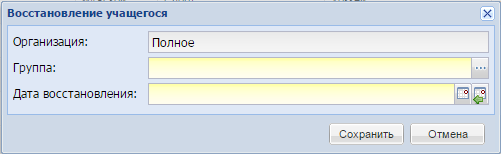 Восстановление учащегося
Организация: Полное
Группа:
Дата восстановления:
Сохранить Отмена